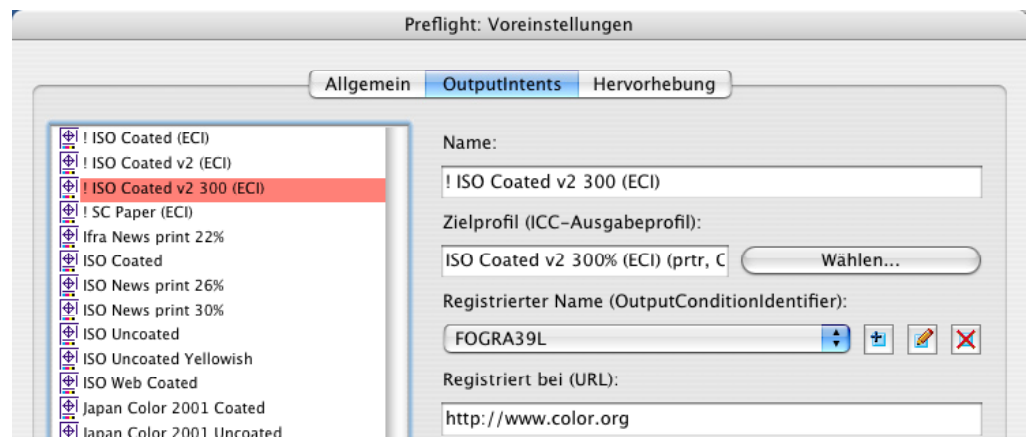 Preflight: Voreinstellungen
Allgemein OutputIntents Hervorhebung
! ISO Coated (ECI)
! ISO Coated v2 (ECI)
! ISO Coated v2 300 (ECI)
! SC Paper (ECI)
Ifra News print 22%
ISO Coated
ISO News print 26%
ISO News print 30%
ISO Uncoated
ISO Uncoated Yellowish
ISO Web Coated
Japan Color 2001 Coated
Japan Color 2001 Uncoated
Name:
! ISO Coated v2 300 (ECI)
Zielprofil (ICC-Ausgabeprofil):
ISO Coated v2 300% (ECI) (prtr, C
Wählen...
Registrierter Name (OutputConditionIdentifier):
FOGRA39L
Registriert bei (URL):
http://www.color.org